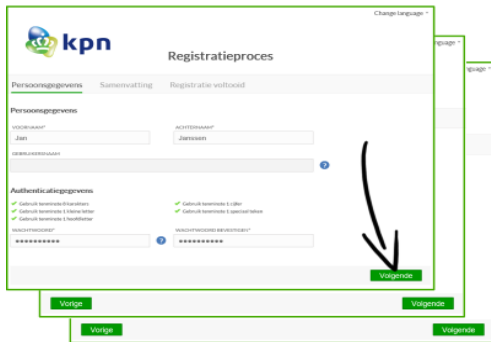 Change language
kpn
Registratieproces
Persoonsgegevens Samenvatting Registratie voltooid
Persoonsgegevens
VOORNAAM* ACHTERNAAM*
Jan Janssen
GEBRUIKERSNAAM
?
Authenticatiegegevens
✔ Gebruik tenminste 8 karakters ✔ Gebruik tenminste 1 cijfer
✔ Gebruik tenminste 1 kleine letter ✔ Gebruik tenminste 1 speciaal teken
✔ Gebruik tenminste 1 hoofdletter
WACHTWOORD* WACHTWOORD BEVESTIGEN*
********** ? **********
Volgende
nguage
nguage
Vorige Volgende
Vorige Volgende